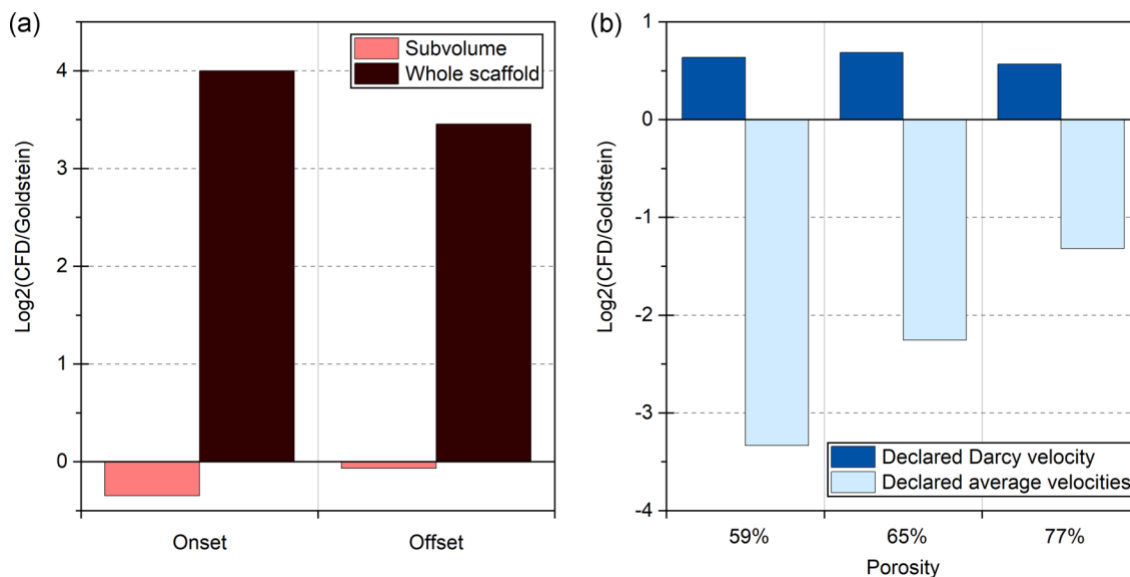 (a)
Log2(CFD/Goldstein)
4
3
2
1
0
Subvolume
Whole scaffold
Onset
Offset
(b)
Log2(CFD/Goldstein)
1
0
-1
-2
-3
-4
Declared Darcy velocity
Declared average velocities
59%
65%
77%
Porosity